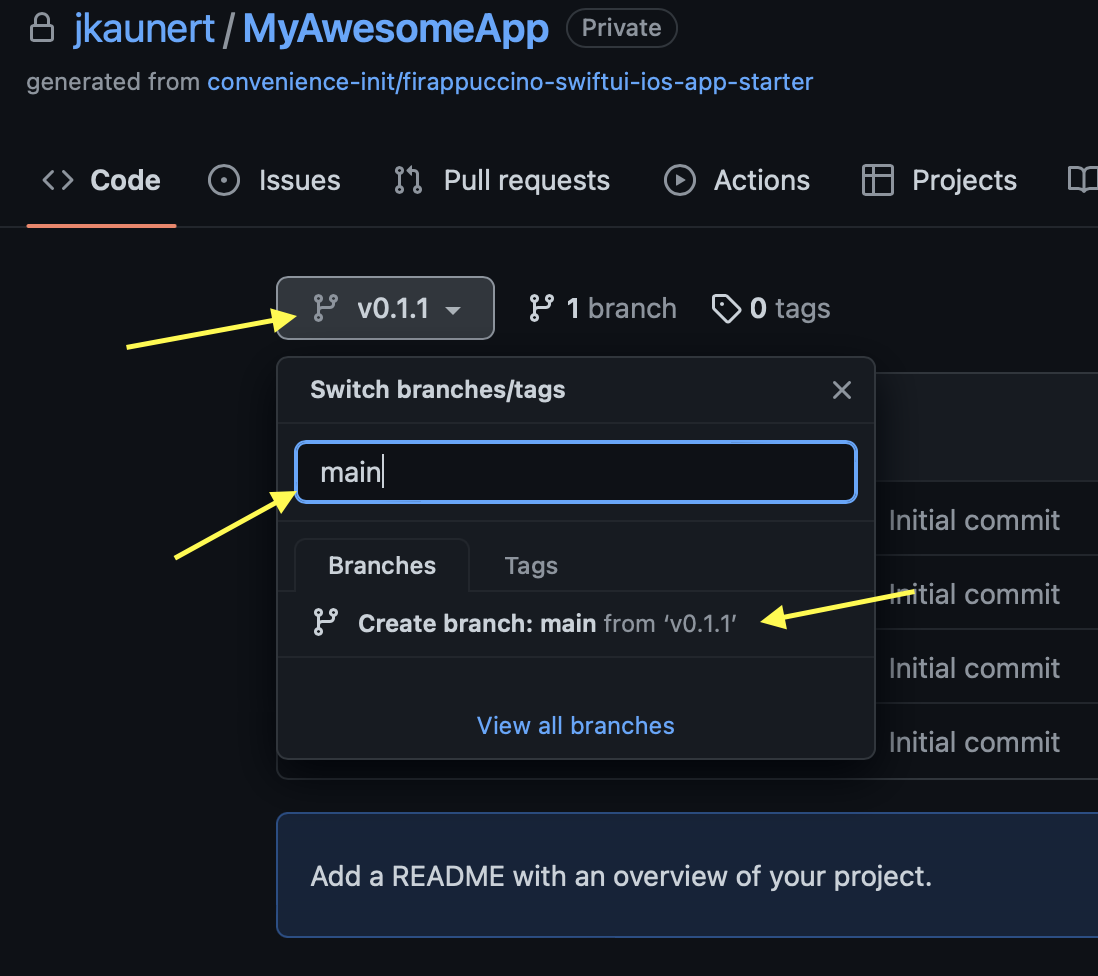 jkaunert / MyAwesomeApp Private
generated from convenience-init/firappuccino-swiftui-ios-app-starter
Code Issues Pull requests Actions Projects
v0.1.1 1 branch 0 tags
Switch branches/tags
main
Branches Tags
Create branch: main from ‘v0.1.1’
View all branches
Initial commit
Initial commit
Initial commit
Initial commit
Add a README with an overview of your project.